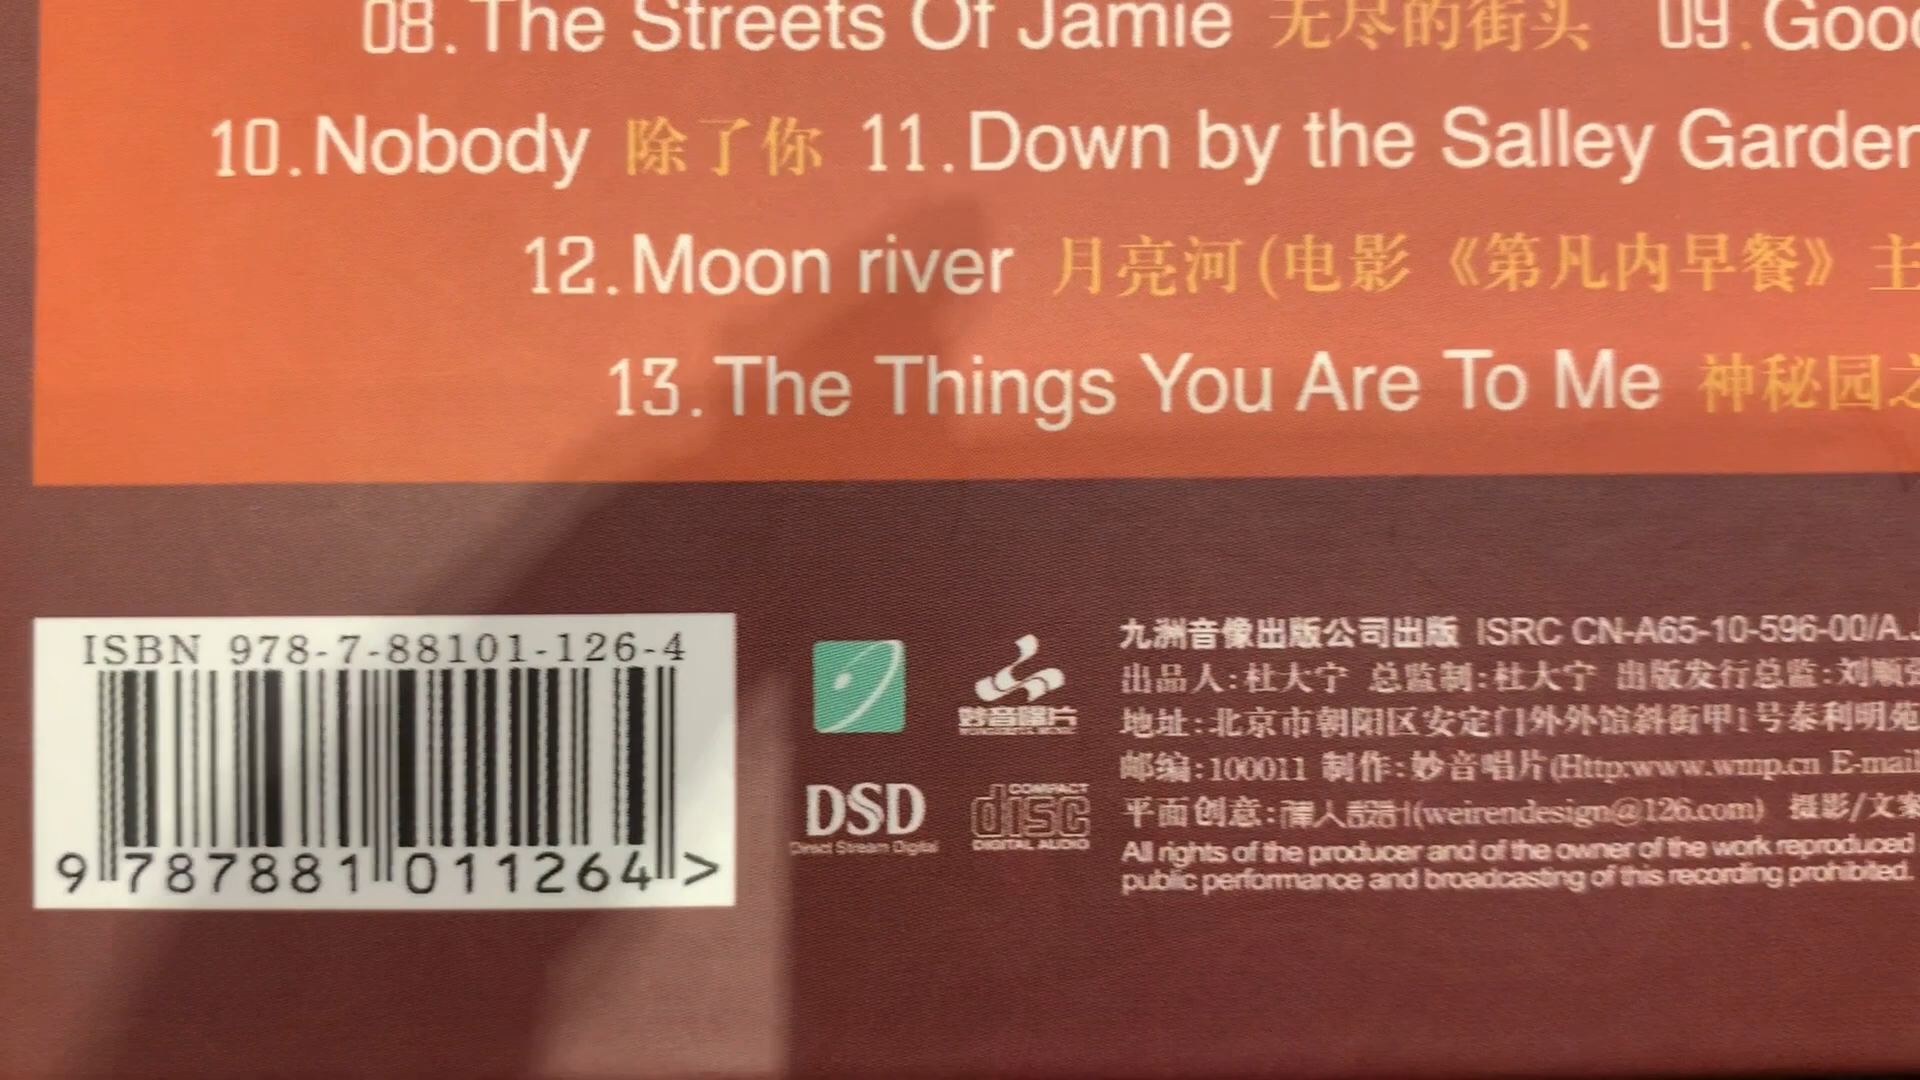 08.The Streets Of Jamie 无尽的街头 09.Good
10.Nobody 除了你 11.Down by the Salley Garden
12.Moon river 月亮河(电影《第凡内早餐》主
13.The Things You Are To Me 神秘园之
ISBN 978-7-88101-126-4
9 787881 011264 >
妙音唱片
DSD
Direct Stream Digital
COMPACT
disc
DIGITAL AUDIO
九洲音像出版公司出版 ISRC CN-A65-10-596-00/A.J
出品人:杜大宁 总监制:杜大宁 出版发行总监:刘顺强
地址:北京市朝阳区安定门外外馆斜街甲1号泰利明苑
邮编:100011 制作:妙音唱片(Http:www.wmp.cn E-mail
平面创意:(weirendesign@126.com) 摄影/文案
All rights of the producer and of the owner of the work reproduced
public performance and broadcasting of this recording prohibited.